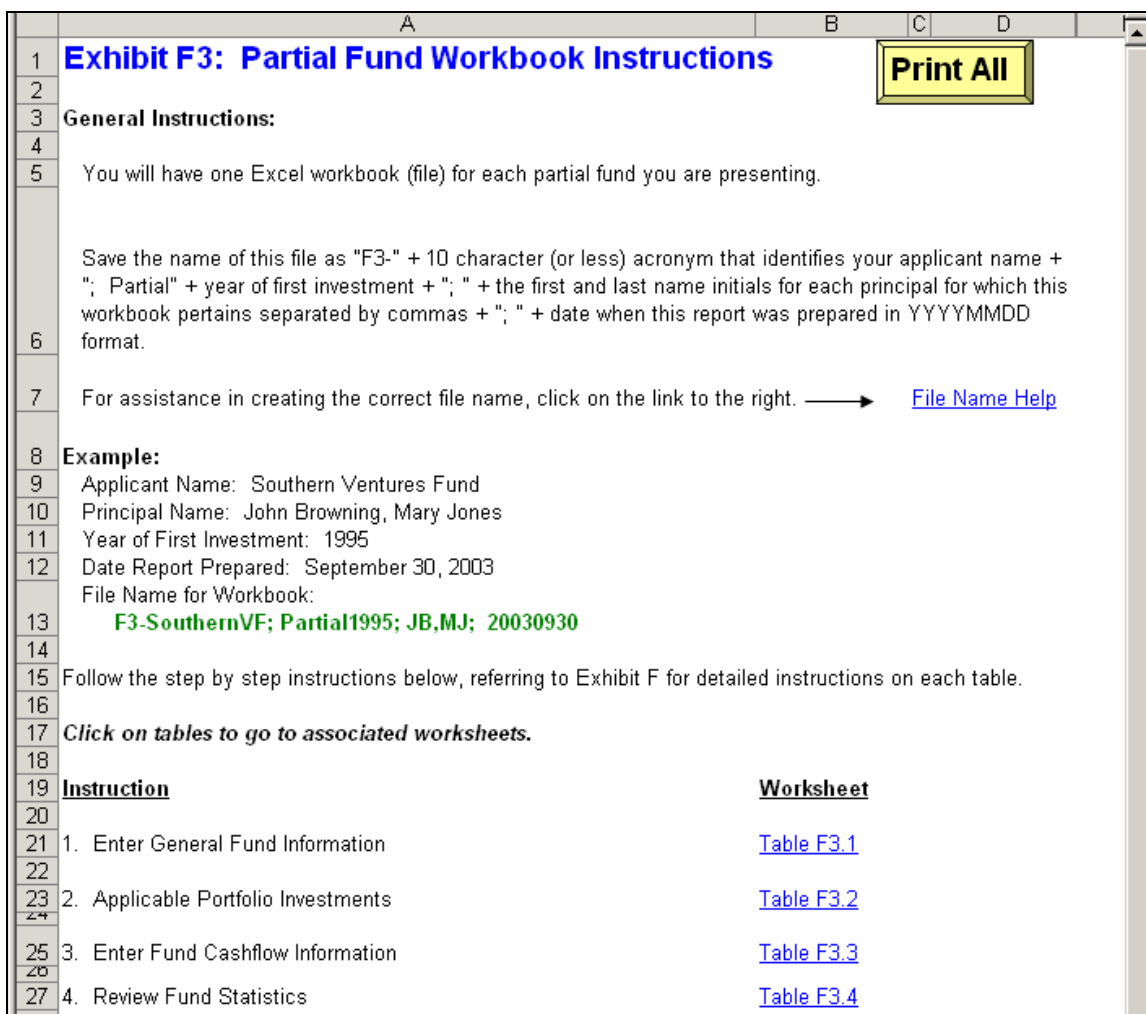 A B C D
1 Exhibit F3: Partial Fund Workbook Instructions Print All
2
3 General Instructions:
4
5 You will have one Excel workbook (file) for each partial fund you are presenting.
Save the name of this file as "F3-" + 10 character (or less) acronym that identifies your applicant name +
"; Partial" + year of first investment + "; " + the first and last name initials for each principal for which this
workbook pertains separated by commas + "; " + date when this report was prepared in YYYYMMDD
6 format.
7 For assistance in creating the correct file name, click on the link to the right. File Name Help
8 Example:
9 Applicant Name: Southern Ventures Fund
10 Principal Name: John Browning, Mary Jones
11 Year of First Investment: 1995
12 Date Report Prepared: September 30, 2003
File Name for Workbook:
13 F3-SouthernVF; Partial1995; JB,MJ; 20030930
14
15 Follow the step by step instructions below, referring to Exhibit F for detailed instructions on each table.
16
17 Click on tables to go to associated worksheets.
18
19 Instruction Worksheet
20
21 1. Enter General Fund Information Table F3.1
22
23 2. Applicable Portfolio Investments Table F3.2
24
25 3. Enter Fund Cashflow Information Table F3.3
26
27 4. Review Fund Statistics Table F3.4